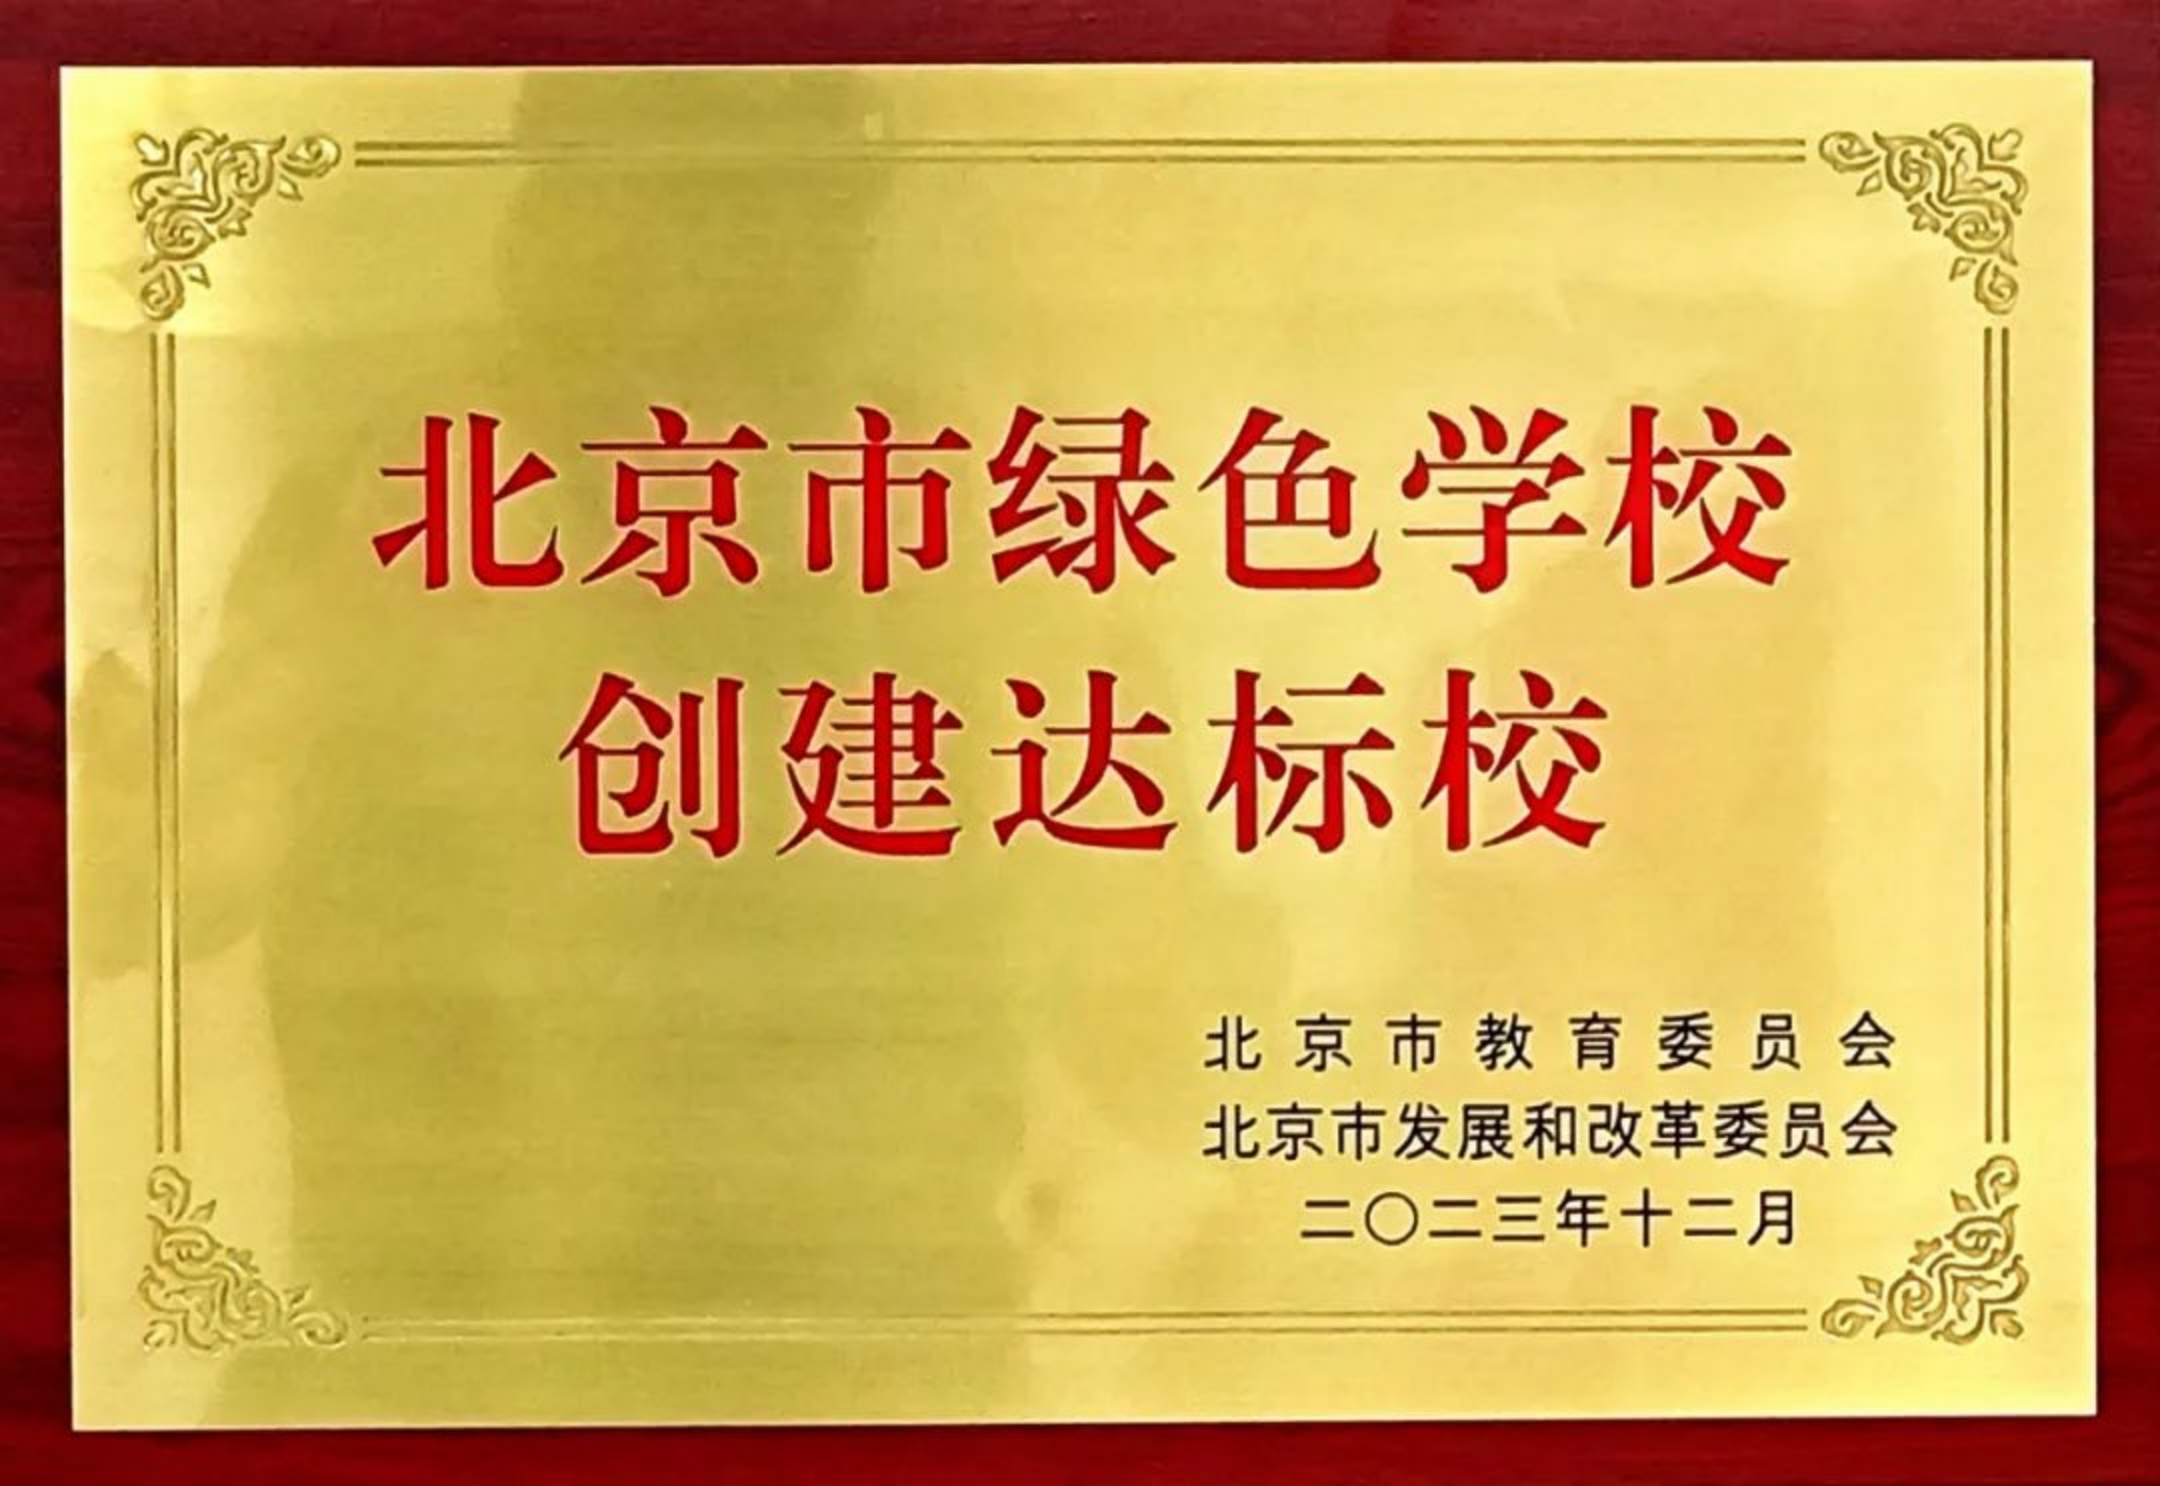 北京市绿色学校
创建达标校
北京市教育委员会
北京市发展和改革委员会
二〇二三年十二月